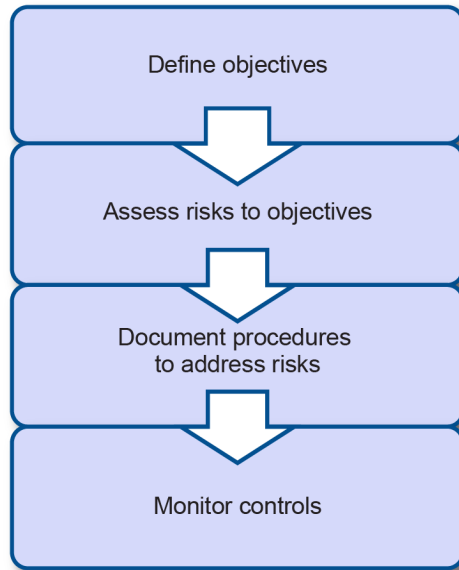 Define objectives
Assess risks to objectives
Document procedures
to address risks
Monitor controls